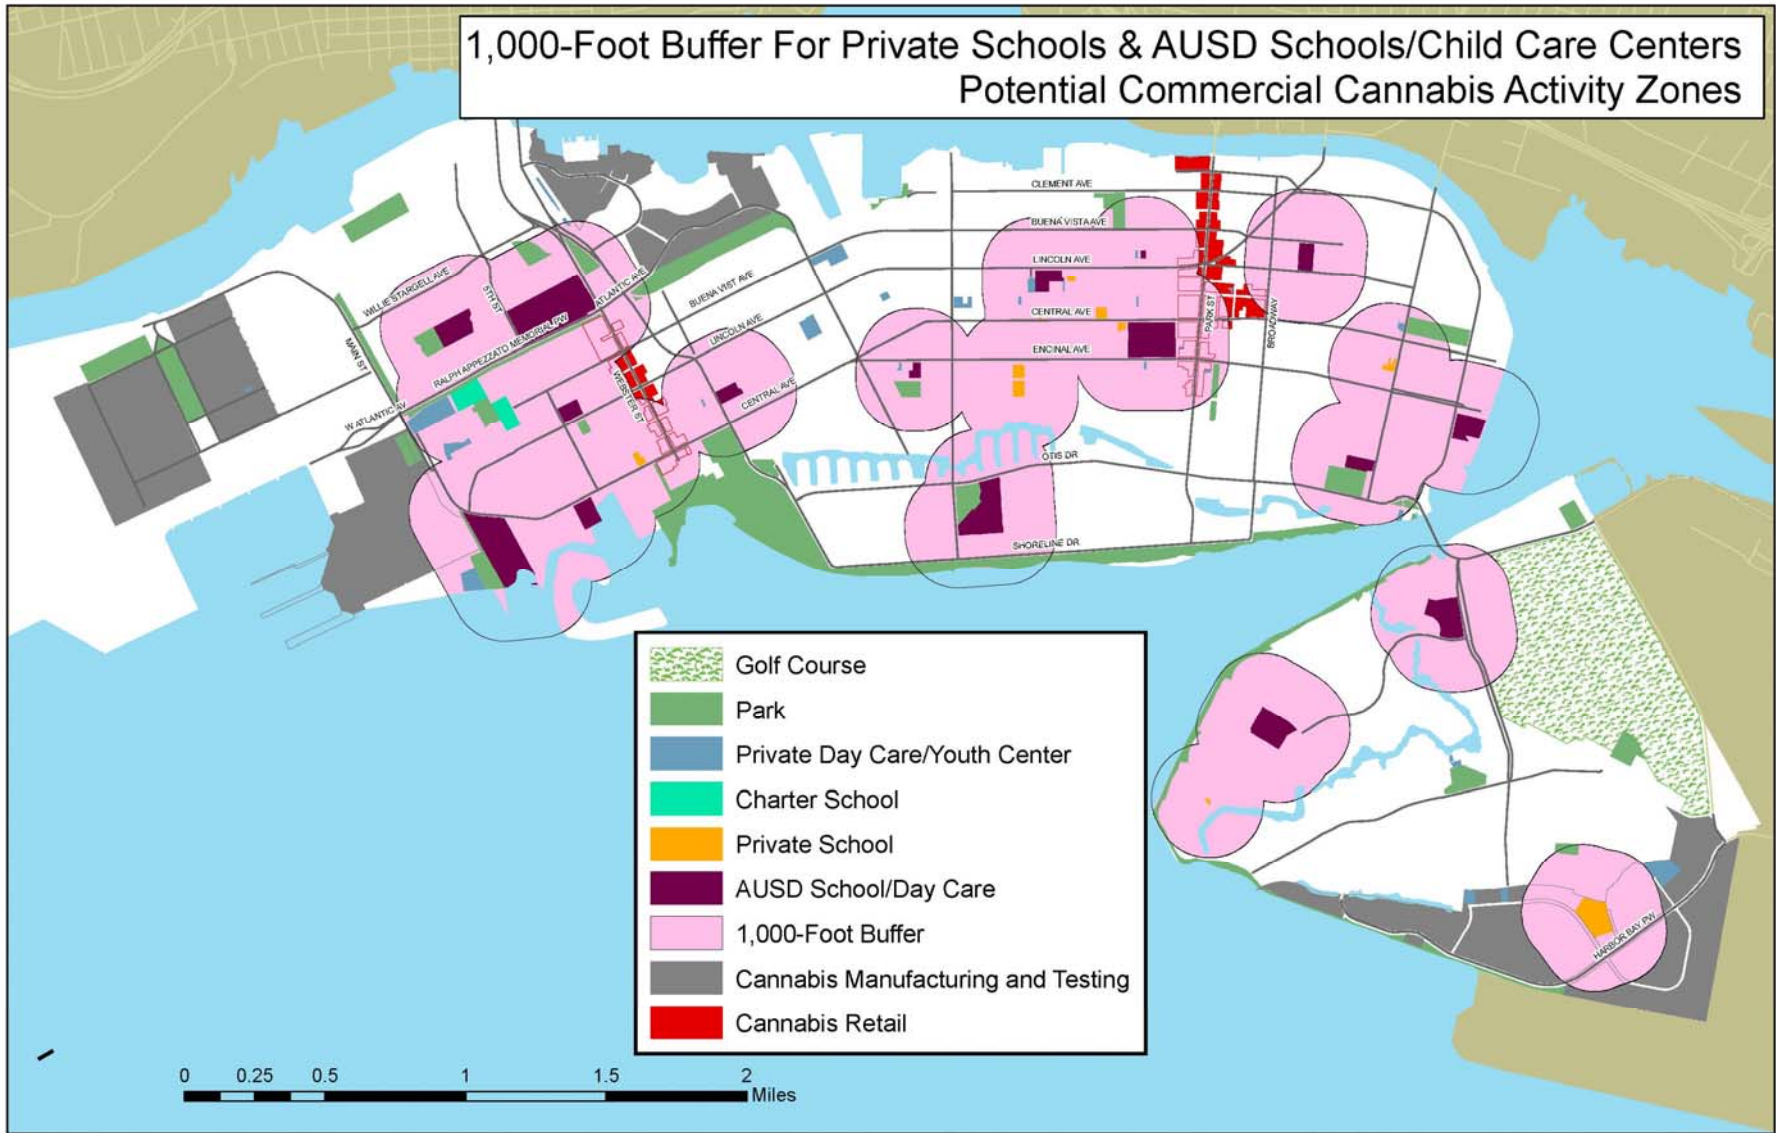 1,000-Foot Buffer For Private Schools & AUSD Schools/Child Care Centers
Potential Commercial Cannabis Activity Zones
CLEMENT AVE
BUENA VISTA AVE
LINCOLN AVE
CENTRAL AVE
ENCINAL AVE
PARK ST
BROADWAY
OTIS DR
SHORELINE DR
WILLIE STARGELL AVE
5TH ST
ATLANTIC AVE
RALPH APPEZZATO MEMORIAL PW
MAIN ST
W ATLANTIC AV
WEBSTER ST
BUENA VIST AVE
LINCOLN AVE
CENTRAL AVE
HARBOR BAY PW
Golf Course
Park
Private Day Care/Youth Center
Charter School
Private School
AUSD School/Day Care
1,000-Foot Buffer
Cannabis Manufacturing and Testing
Cannabis Retail
0 0.25 0.5 1 1.5 2
Miles